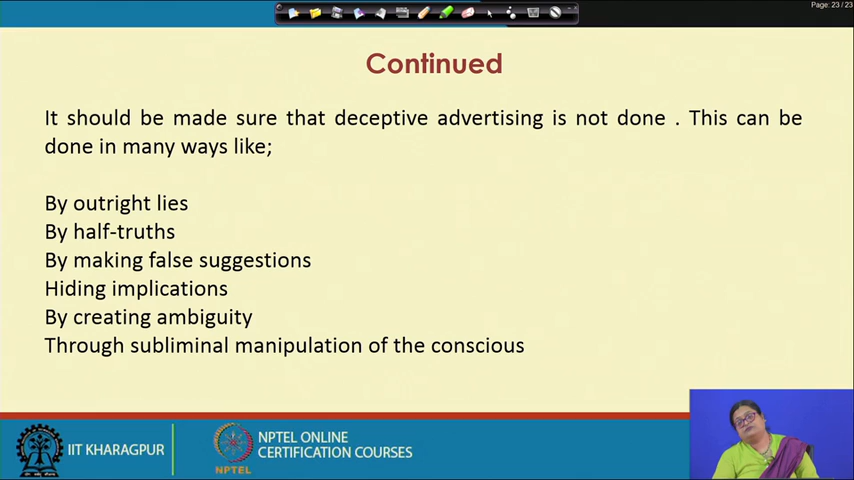 Page: 23 / 23
Continued
It should be made sure that deceptive advertising is not done . This can be
done in many ways like;
By outright lies
By half-truths
By making false suggestions
Hiding implications
By creating ambiguity
Through subliminal manipulation of the conscious
IIT KHARAGPUR
NPTEL
NPTEL ONLINE
CERTIFICATION COURSES